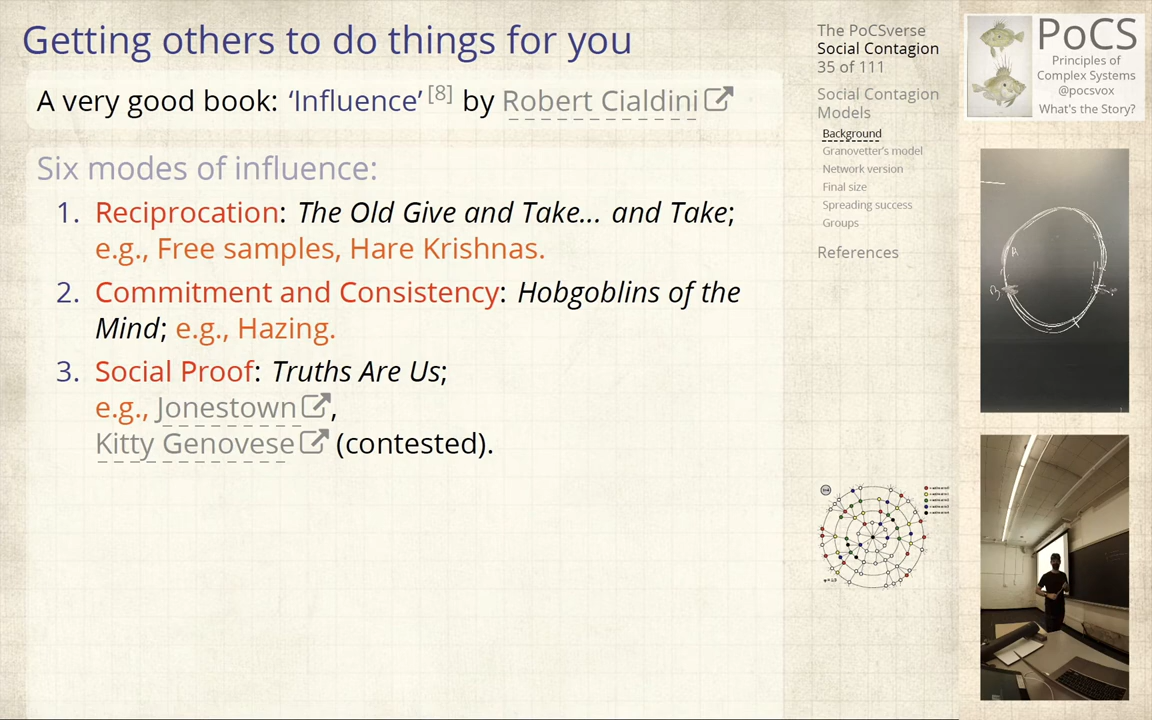 Getting others to do things for you
A very good book: ‘Influence’ [8] by Robert Cialdini
Six modes of influence:
1. Reciprocation: The Old Give and Take... and Take;
e.g., Free samples, Hare Krishnas.
2. Commitment and Consistency: Hobgoblins of the
Mind; e.g., Hazing.
3. Social Proof: Truths Are Us;
e.g., Jonestown,
Kitty Genovese (contested).
The PoCSverse
Social Contagion
35 of 111
Social Contagion
Models
Background
Granovetter's model
Network version
Final size
Spreading success
Groups
References
PoCS
Principles of
Complex Systems
@pocsvox
What's the Story?
A